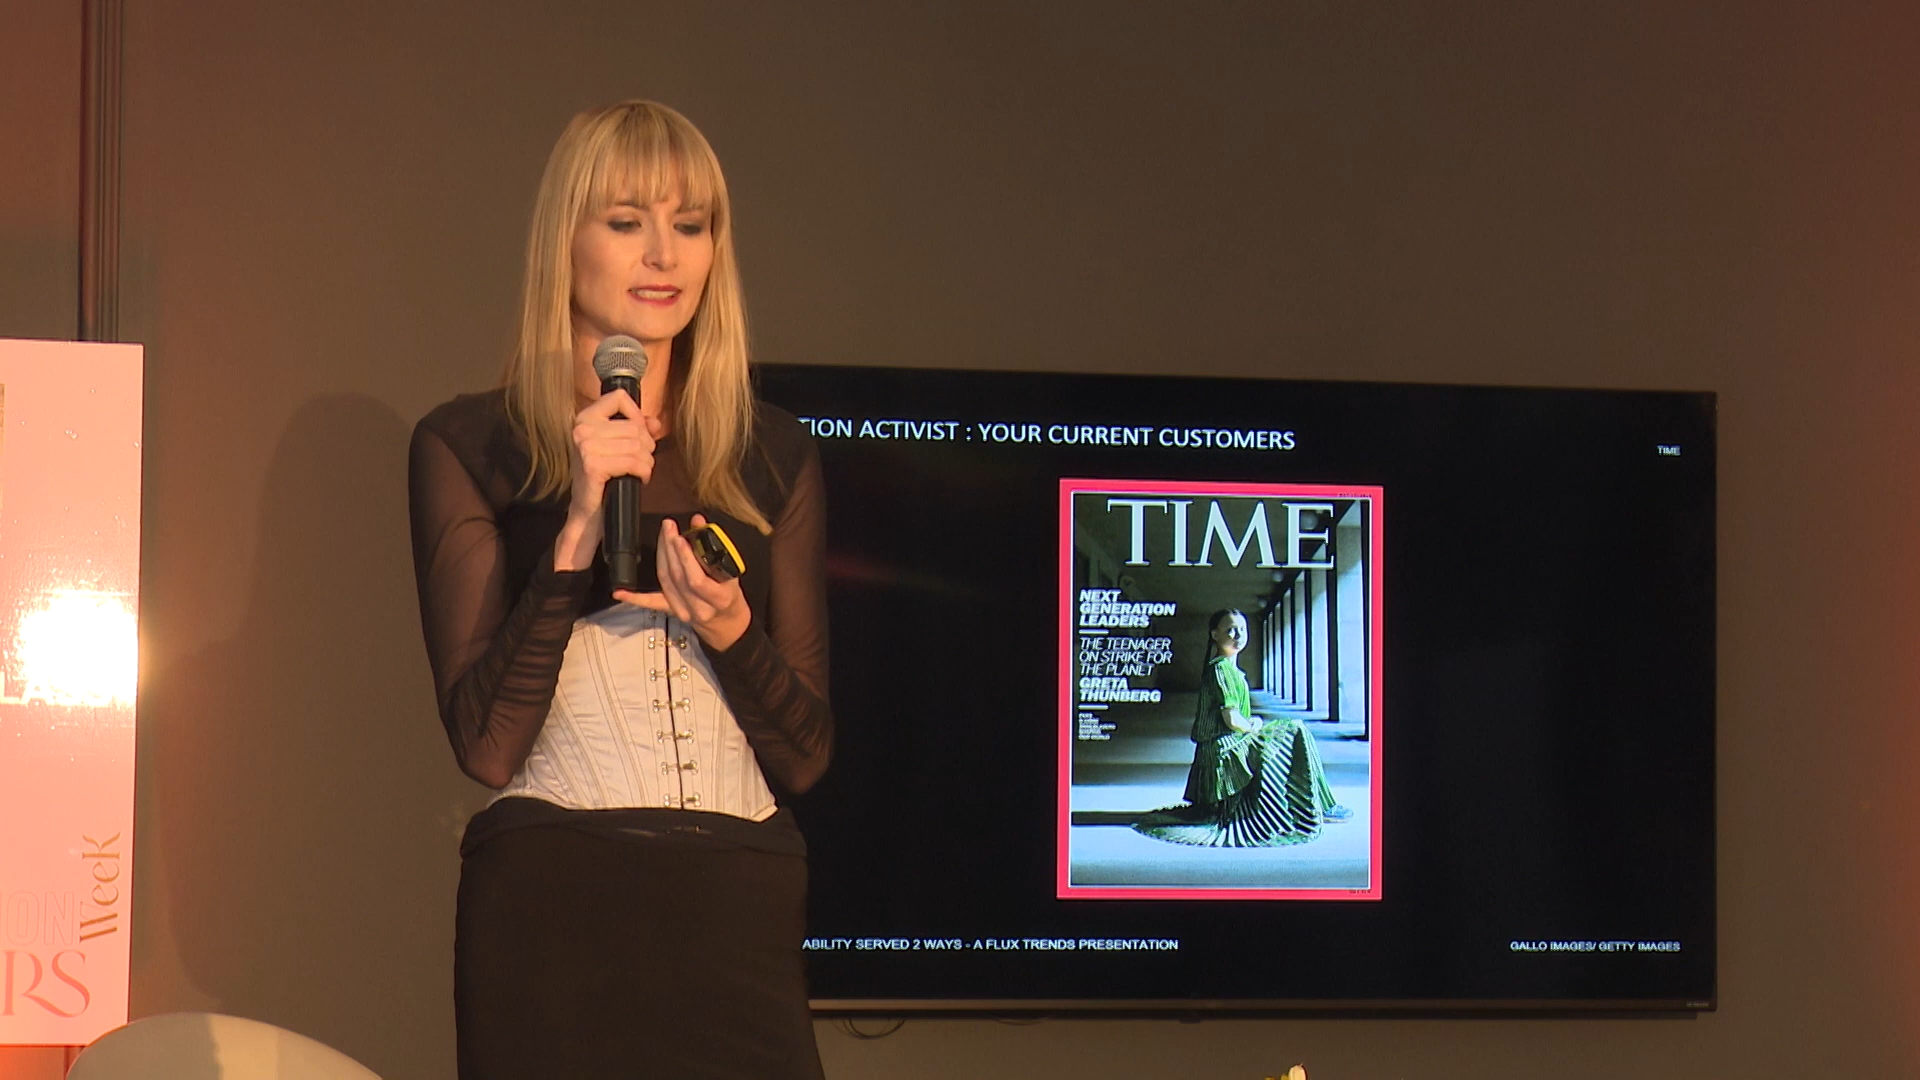 TION ACTIVIST : YOUR CURRENT CUSTOMERS
TIME
TIME
NEXT
GENERATION
LEADERS
THE TEENAGER
ON STRIKE FOR
THE PLANET
GRETA
THUNBERG
ABILITY SERVED 2 WAYS - A FLUX TRENDS PRESENTATION
GALLO IMAGES/ GETTY IMAGES
LA
ION
Week
RS